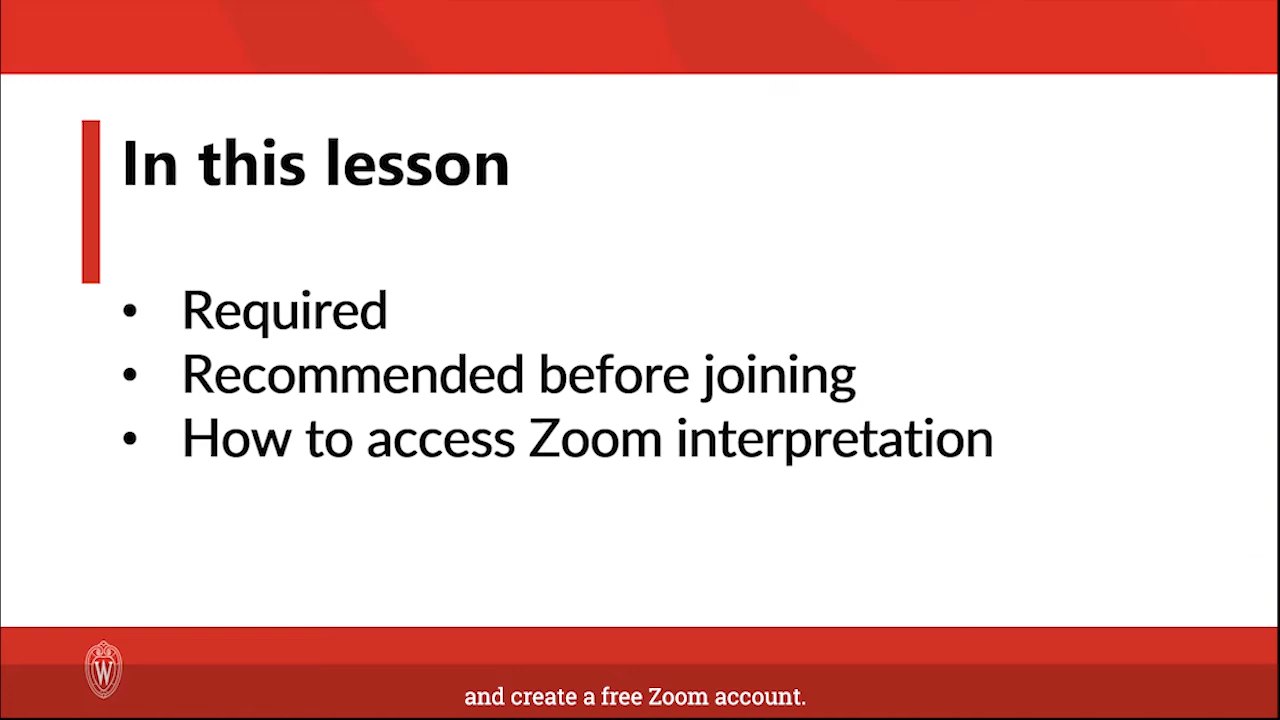 In this lesson
• Required
• Recommended before joining
• How to access Zoom interpretation
W
and create a free Zoom account.